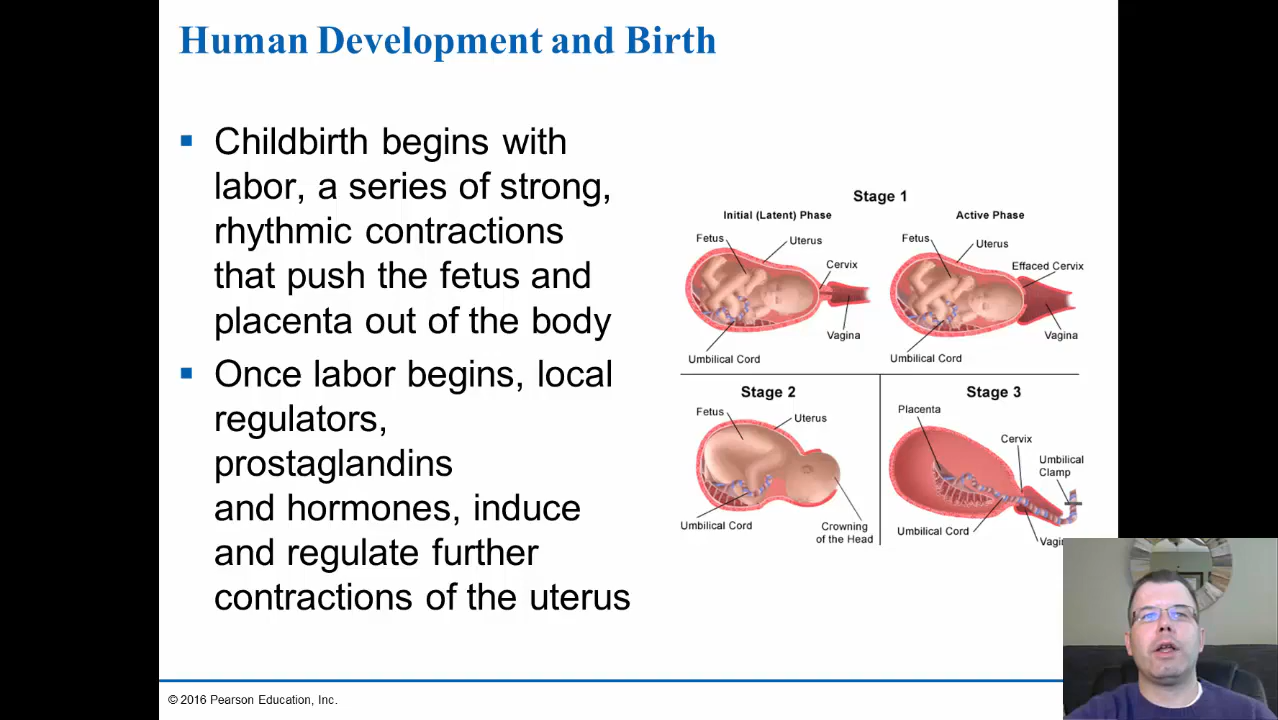 Human Development and Birth
Childbirth begins with
labor, a series of strong,
rhythmic contractions
that push the fetus and
placenta out of the body
Once labor begins, local
regulators,
prostaglandins
and hormones, induce
and regulate further
contractions of the uterus
Stage 1
Initial (Latent) Phase
Active Phase
Fetus
Uterus
Cervix
Vagina
Umbilical Cord
Fetus
Uterus
Effaced Cervix
Vagina
Umbilical Cord
Stage 2
Fetus
Uterus
Umbilical Cord
Crowning
of the Head
Stage 3
Placenta
Cervix
Umbilical
Clamp
Umbilical Cord
© 2016 Pearson Education, Inc.